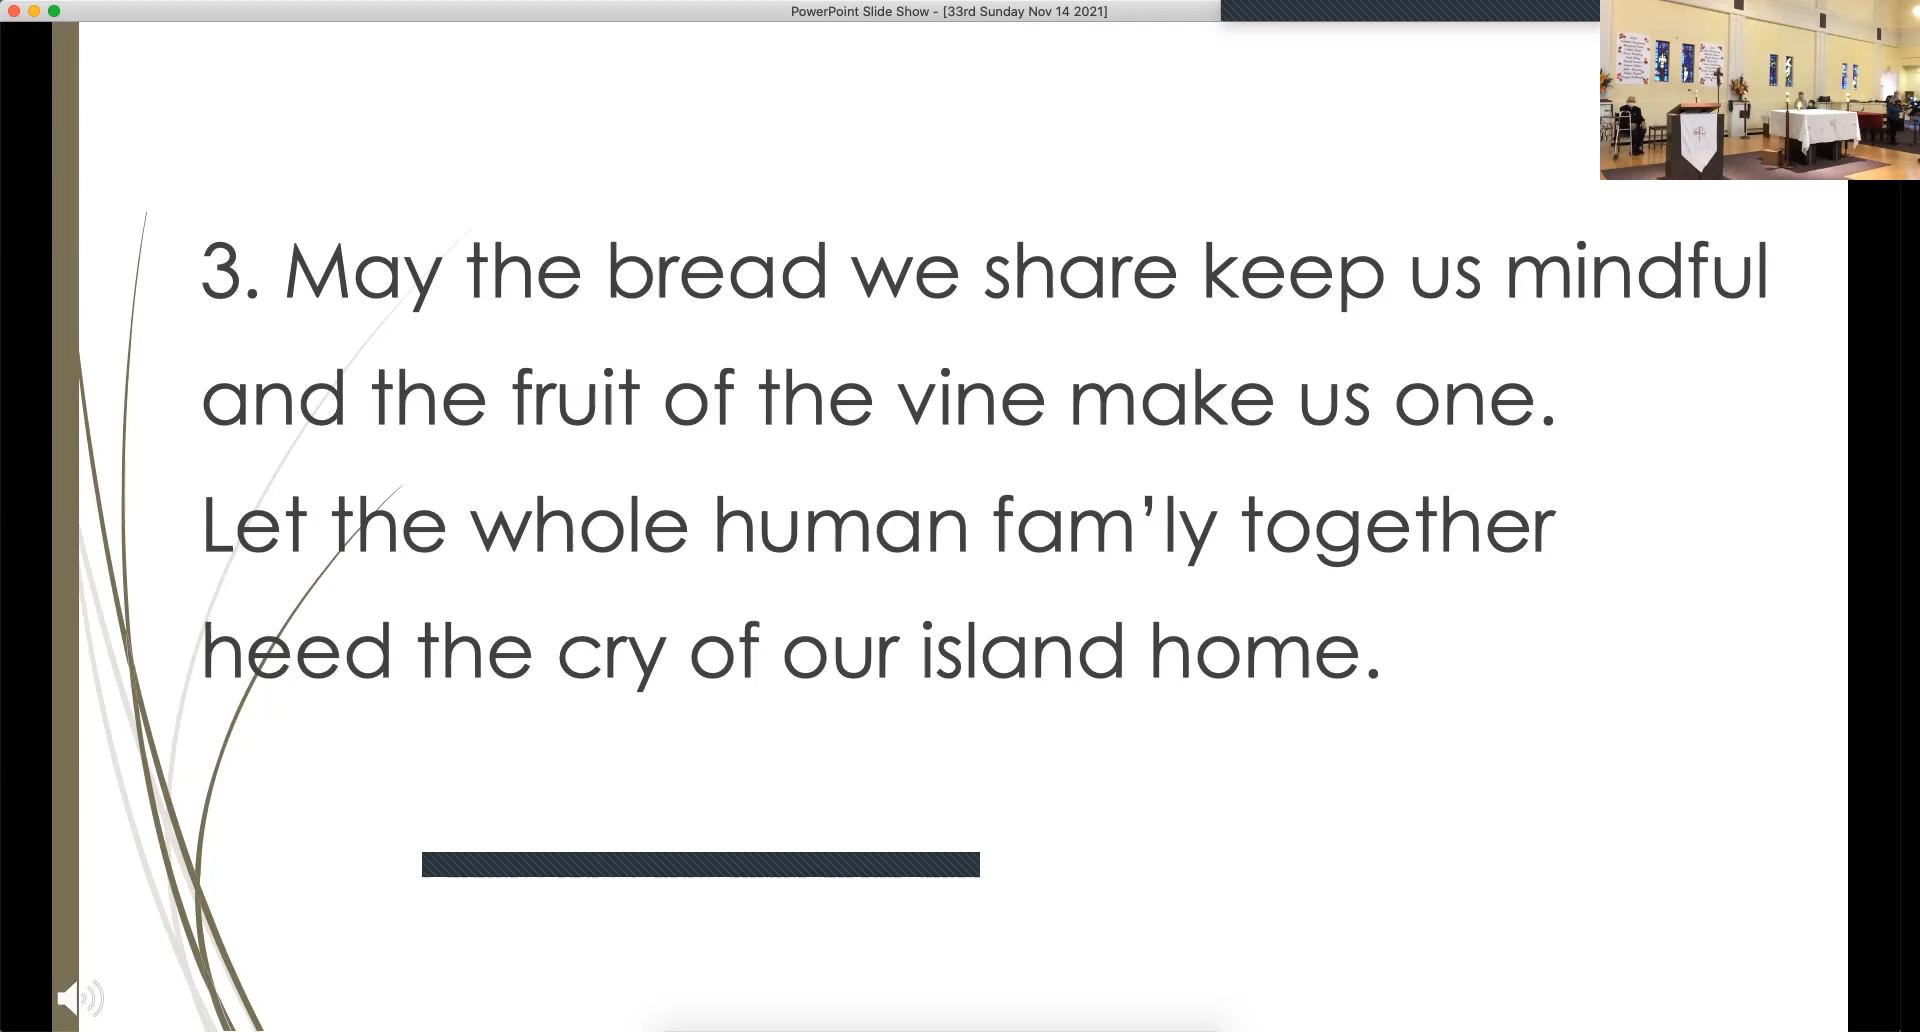 PowerPoint Slide Show - [33rd Sunday Nov 14 2021]
3. May the bread we share keep us mindful
and the fruit of the vine make us one.
Let the whole human fam’ly together
heed the cry of our island home.